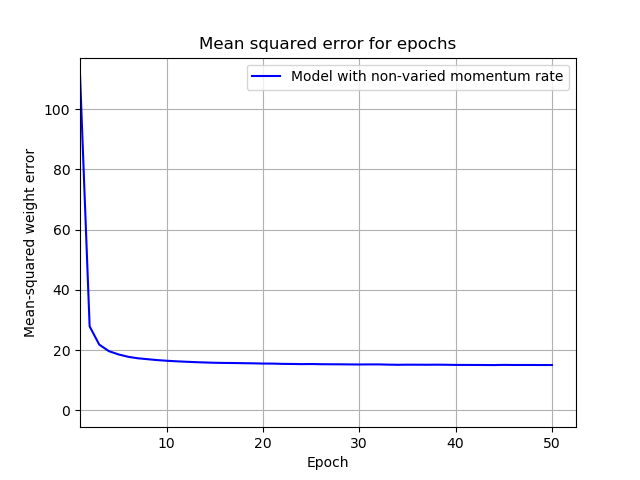 Mean squared error for epochs
Model with non-varied momentum rate
Mean-squared weight error
100
80
60
40
20
0
10 20 30 40 50
Epoch